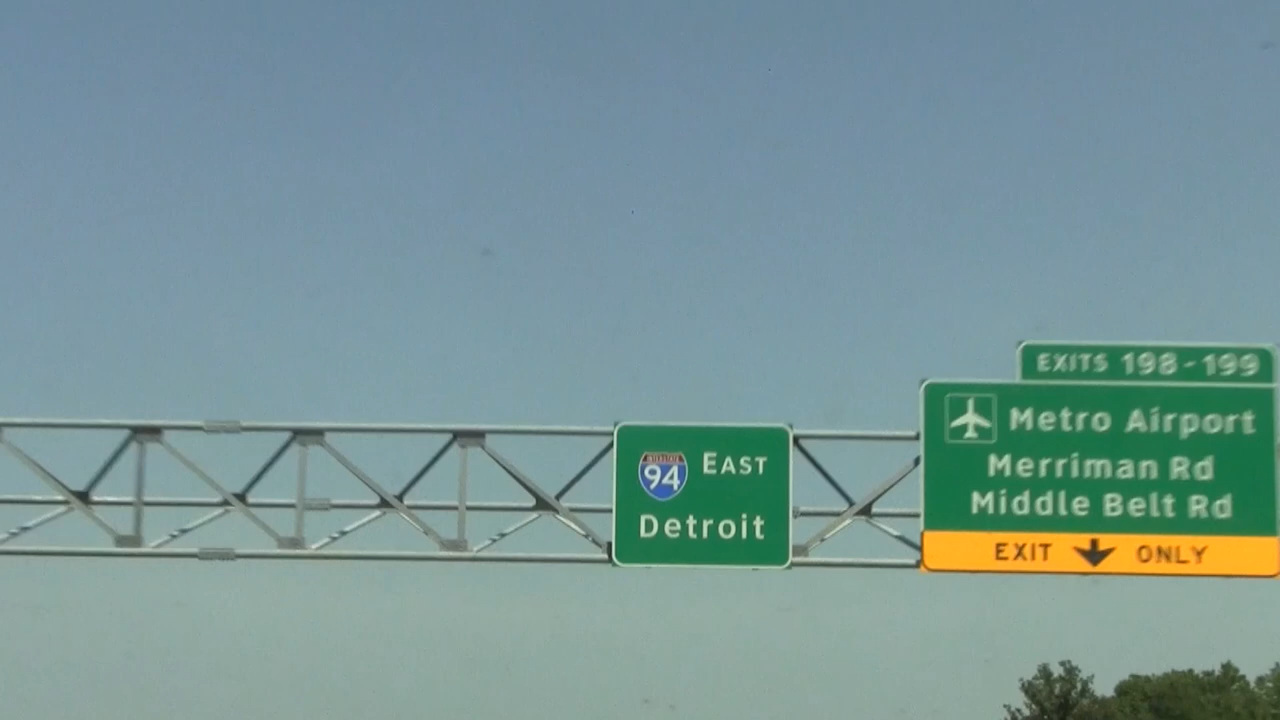 INTERSTATE
94
EAST
Detroit
EXITS 198-199
Metro Airport
Merriman Rd
Middle Belt Rd
EXIT ONLY